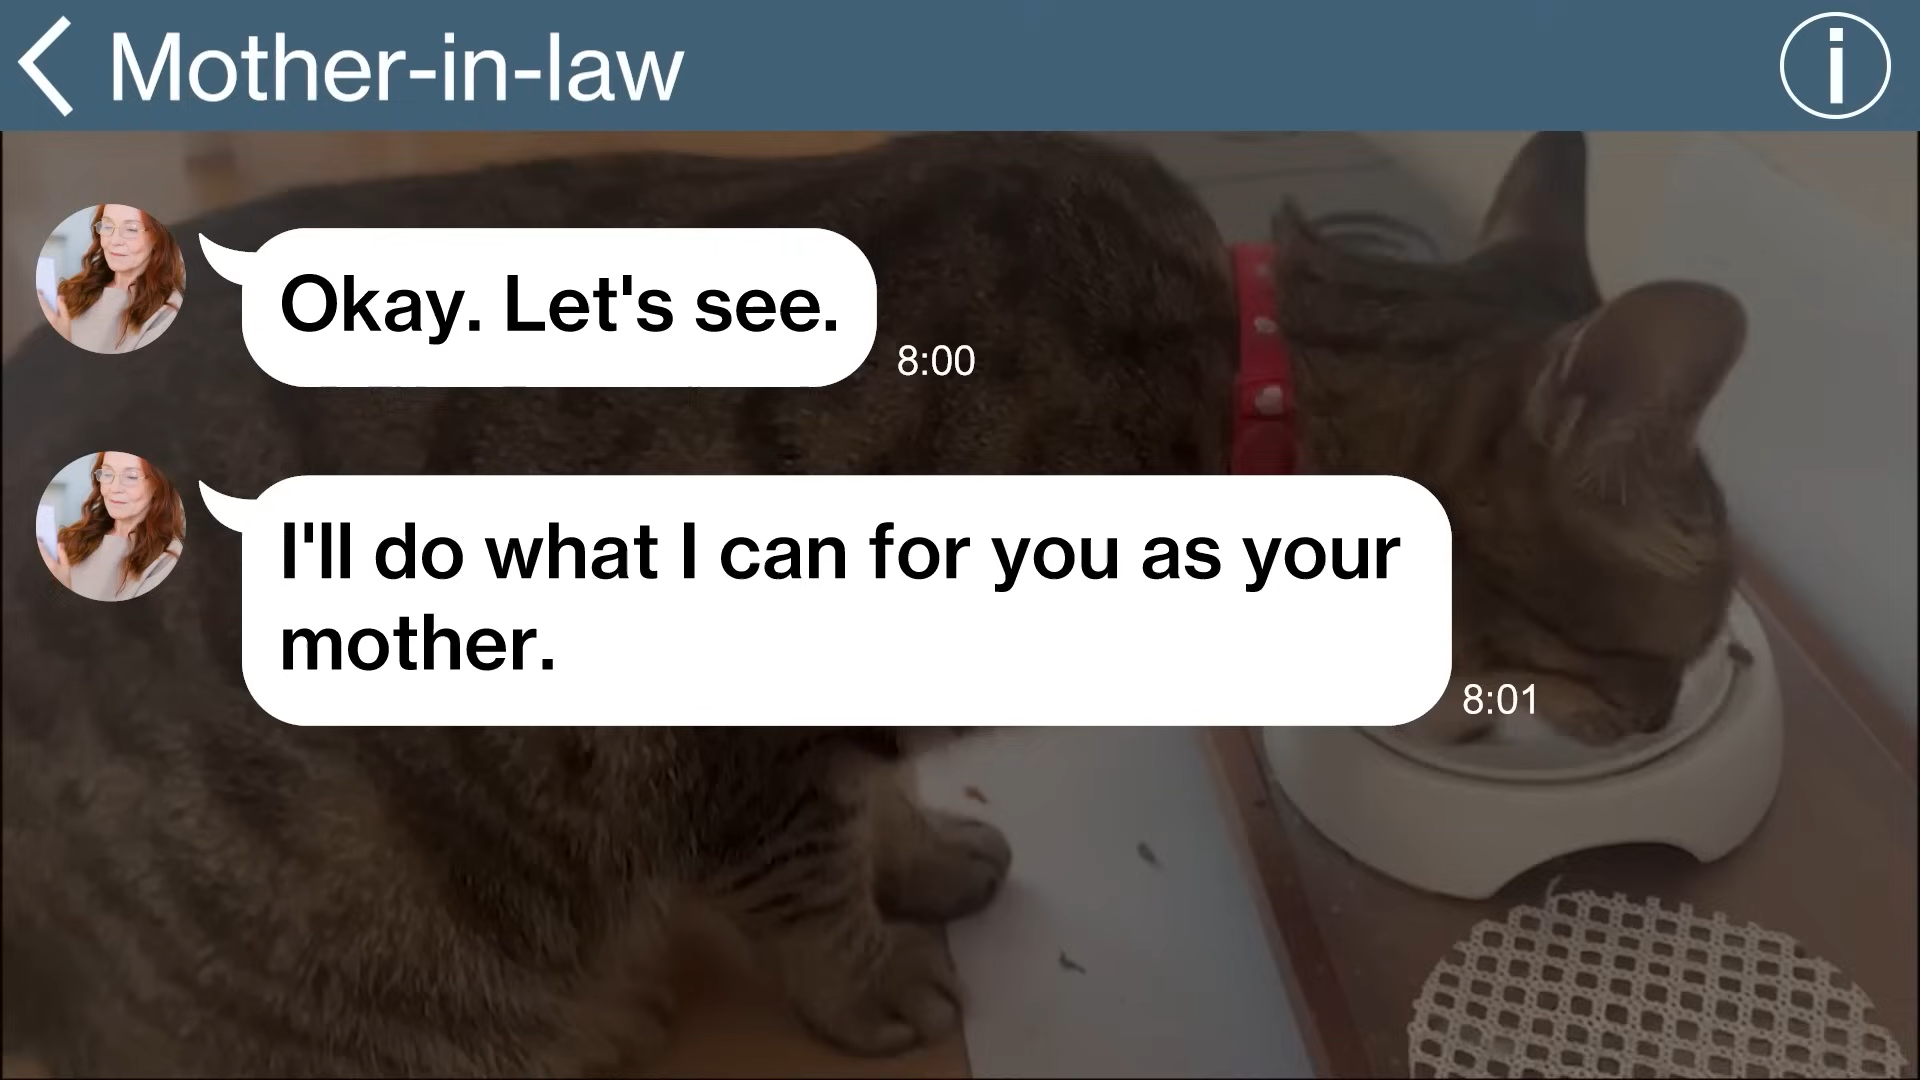 Mother-in-law
Okay. Let's see.
8:00
I'll do what I can for you as your
mother.
8:01